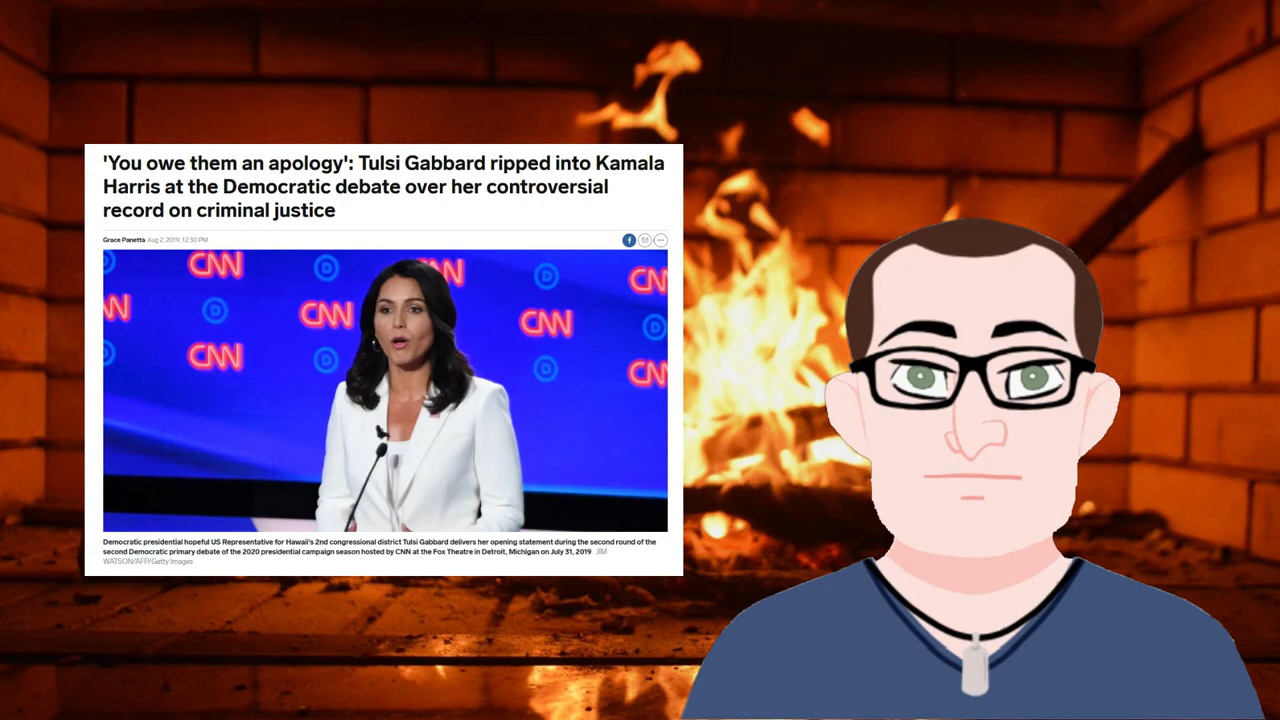 'You owe them an apology': Tulsi Gabbard ripped into Kamala
Harris at the Democratic debate over her controversial
record on criminal justice
Grace Panetta Aug 2, 2019, 12:30 PM
CNN CNN CNN
CNN CNN CNN
CNN CNN
Democratic presidential hopeful US Representative for Hawaii's 2nd congressional district Tulsi Gabbard delivers her opening statement during the second round of the
second Democratic primary debate of the 2020 presidential campaign season hosted by CNN at the Fox Theatre in Detroit, Michigan on July 31, 2019 JIM
WATSON/AFP/Getty Images